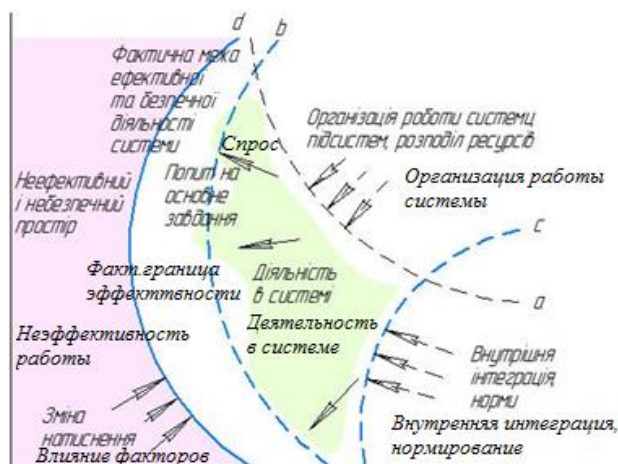 d
b
Фактична межа
ефективної
та безпечної
діяльності
системи
Спрос
Організація роботи системи,
підсистем, розподіл ресурсів
Неефективний
і небезпечний
простір
Попит на
основне
завдання
Организация работы
системы
c
Факт.граница
эффекттвности
Діяльність
в системі
a
Неэффективность
работы
Деятельность
в системе
Внутрішня
інтеграція,
норми
Зміна
натиснення
Влияние факторов
Внутренняя интеграция,
нормирование